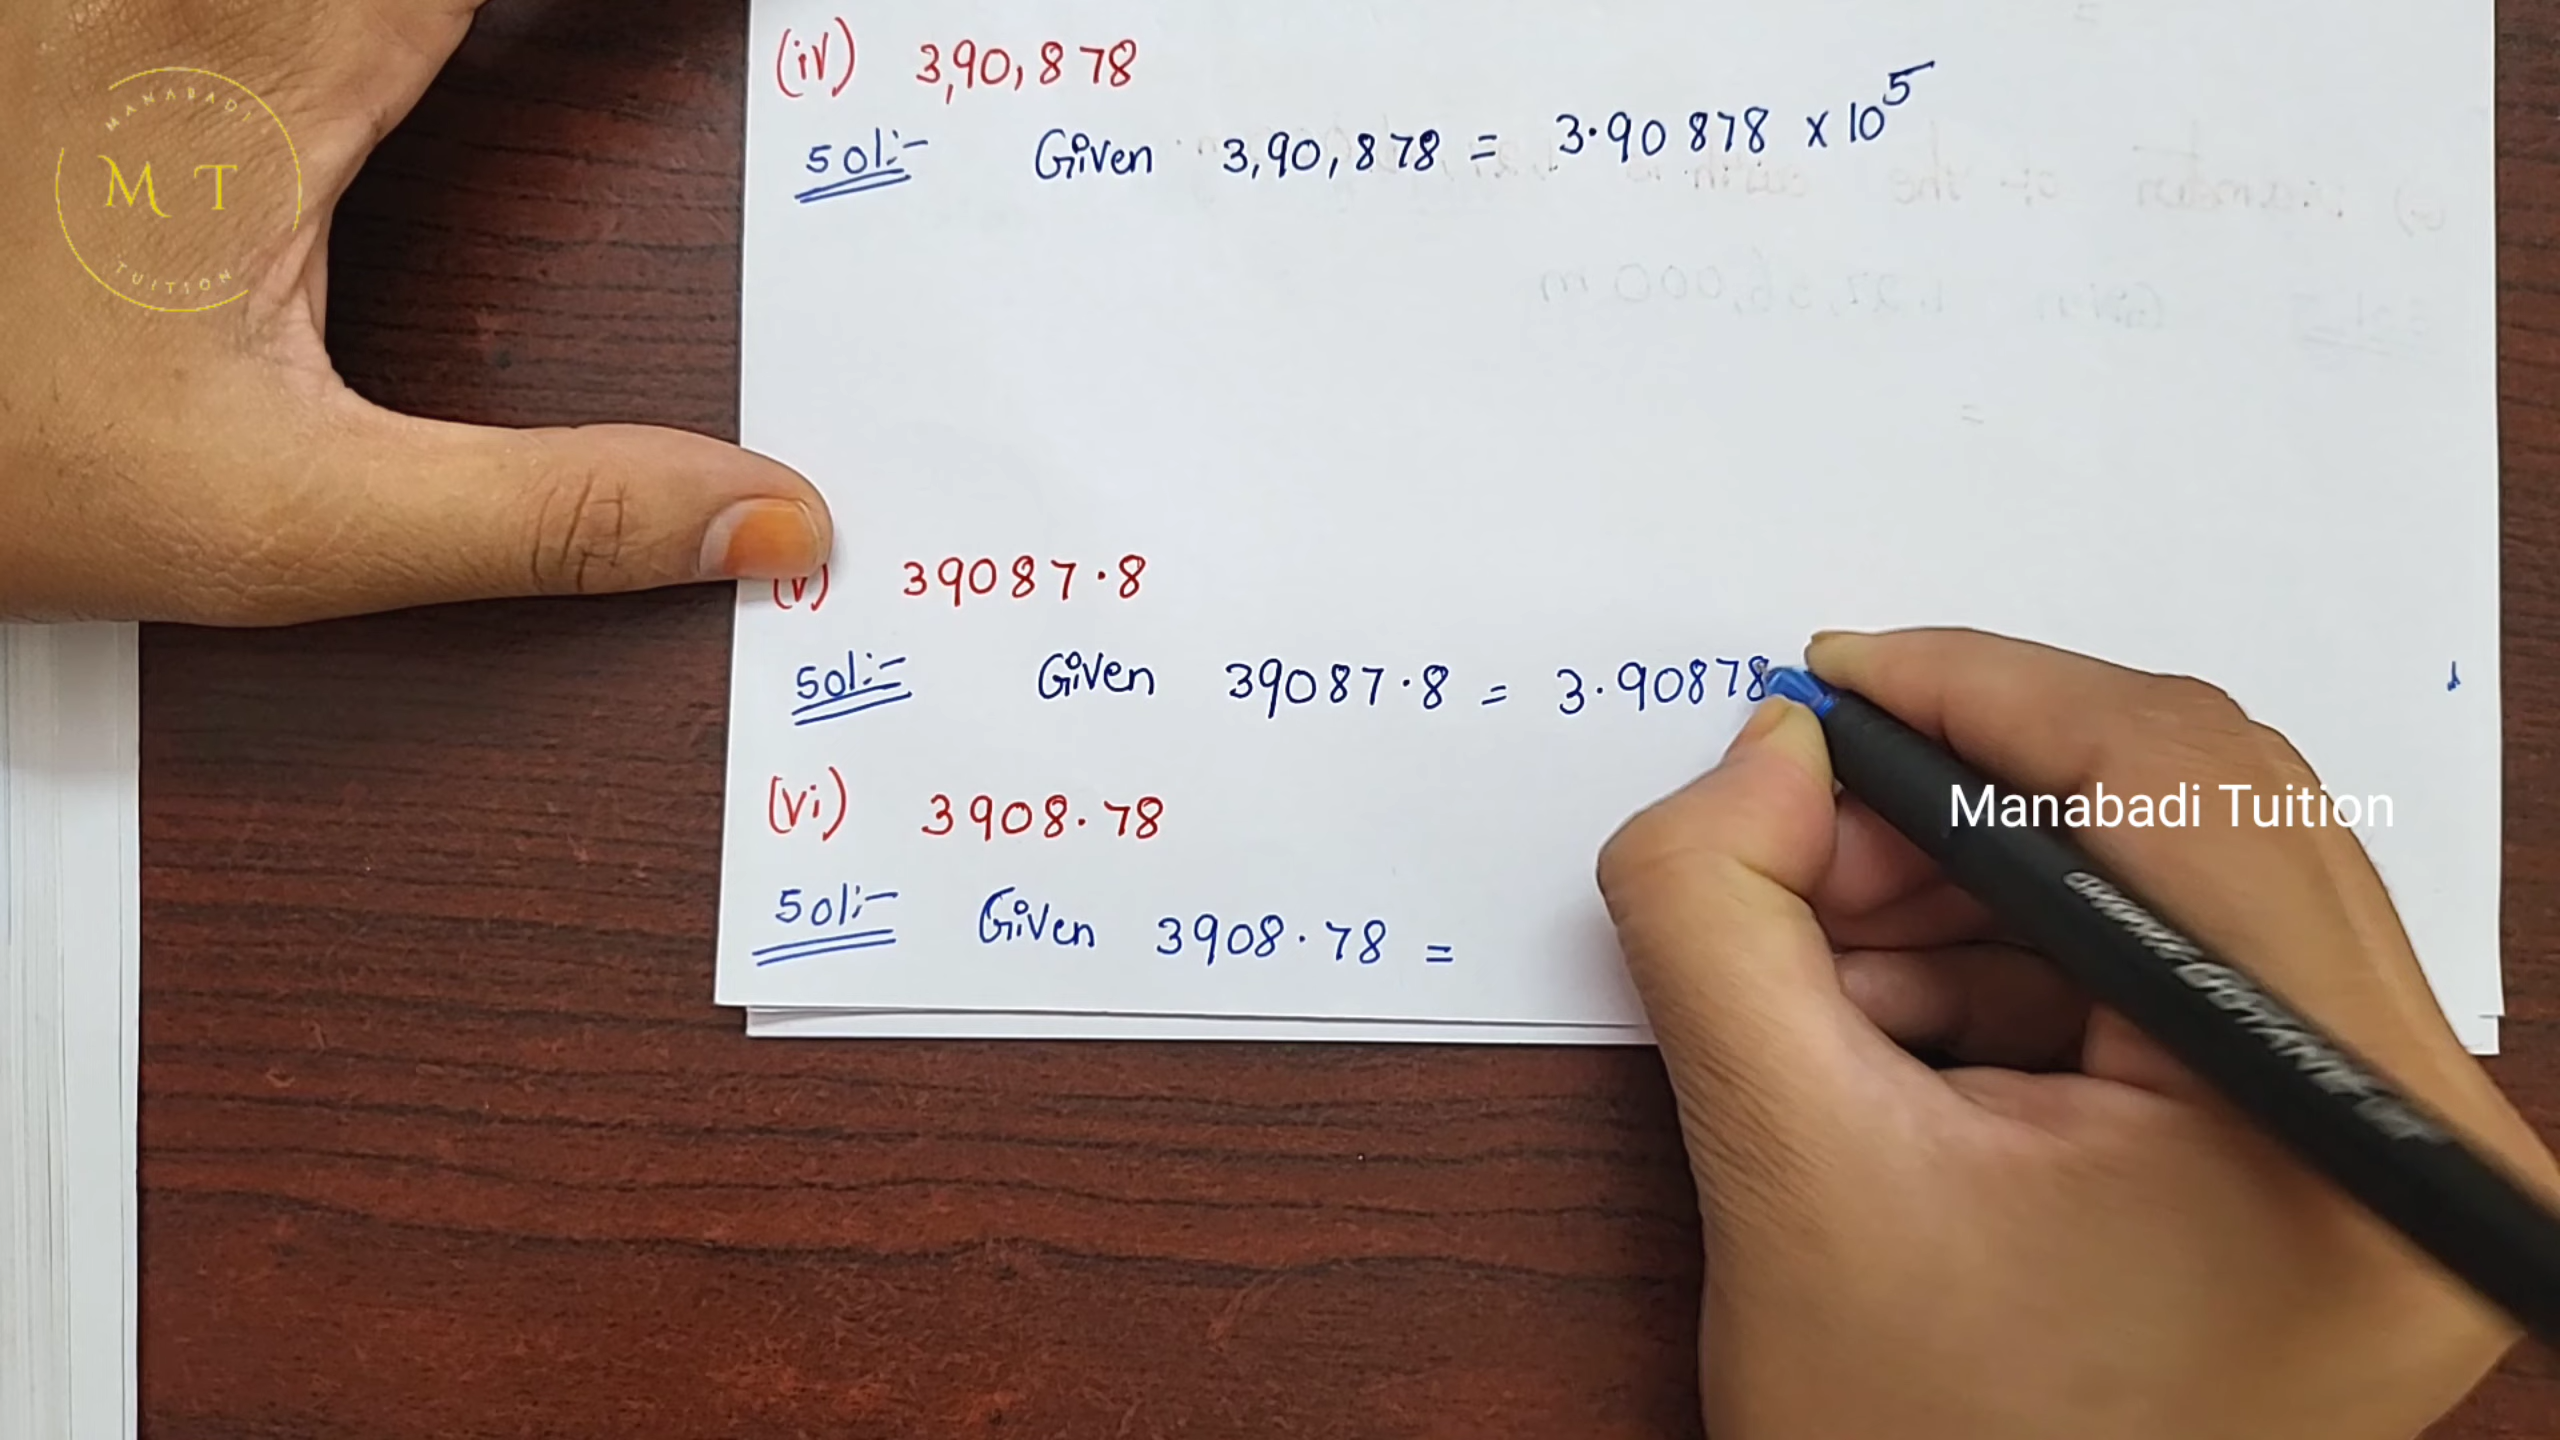 (iv) 3,90,878
Sol:- Given 3,90,878 = 3.90878 x 10^5
(v) 39087.8
Sol:- Given 39087.8 = 3.90878
(vi) 3908.78
Sol:- Given 3908.78 =
MANABADI
M T
TUITION
Manabadi Tuition